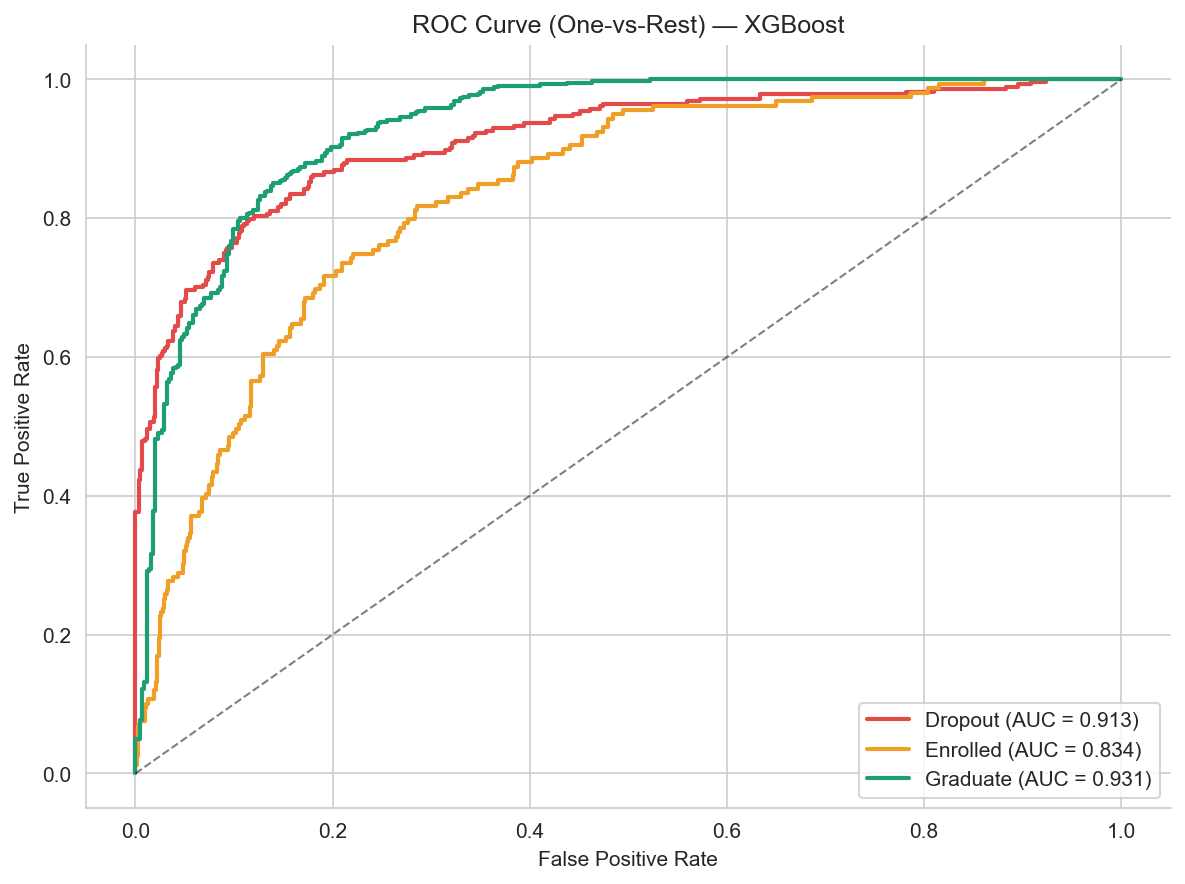 ROC Curve (One-vs-Rest) — XGBoost
True Positive Rate
1.0
0.8
0.6
0.4
0.2
0.0
Dropout (AUC = 0.913)
Enrolled (AUC = 0.834)
Graduate (AUC = 0.931)
0.0 0.2 0.4 0.6 0.8 1.0
False Positive Rate